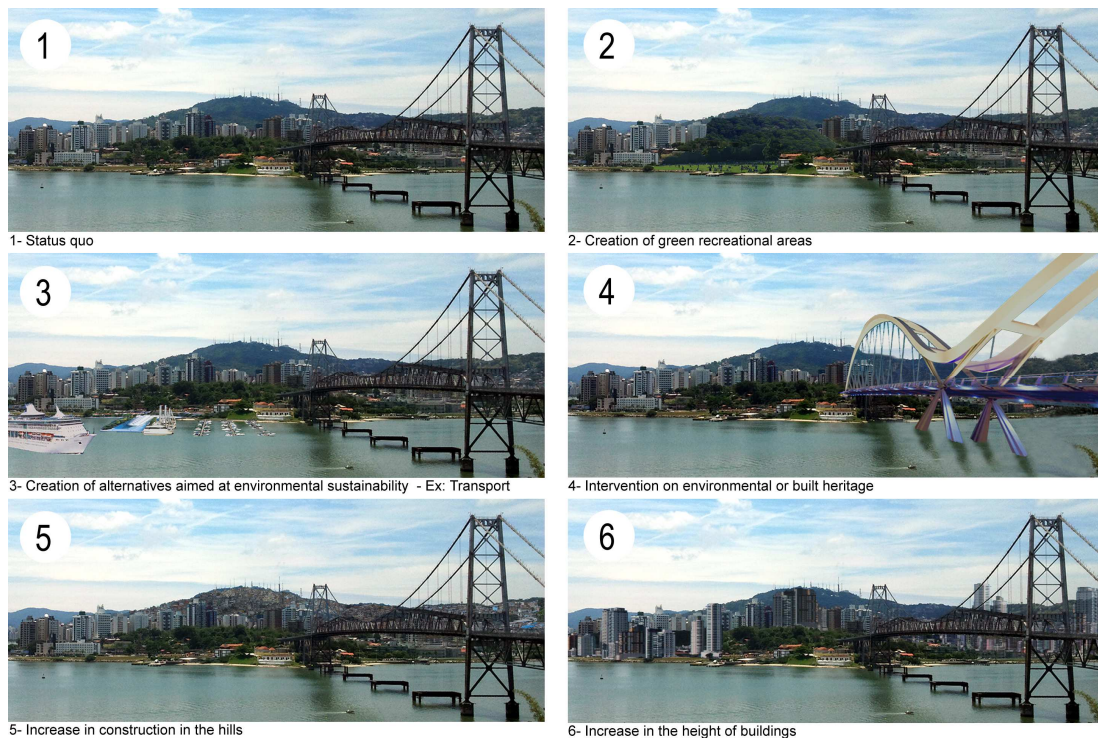 1
2
1- Status quo
2- Creation of green recreational areas
3
4
3- Creation of alternatives aimed at environmental sustainability - Ex: Transport
4- Intervention on environmental or built heritage
5
6
5- Increase in construction in the hills
6- Increase in the height of buildings